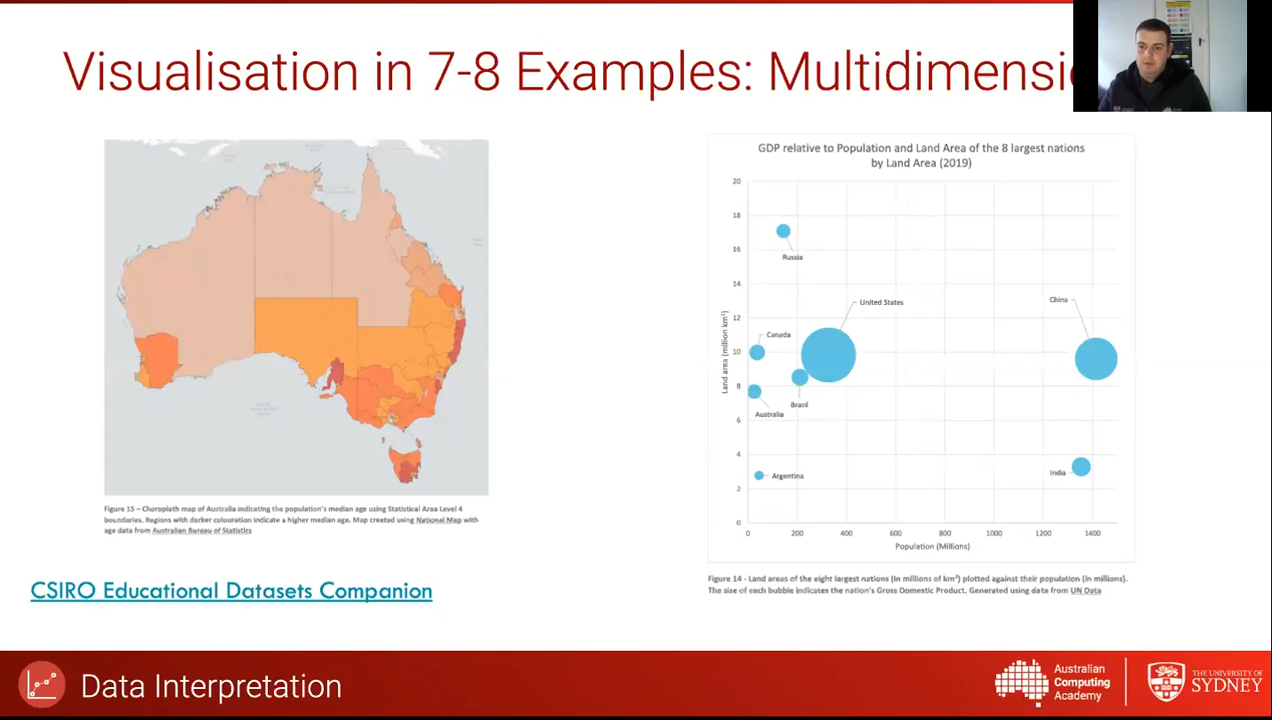 Visualisation in 7-8 Examples: Multidimensi
GDP relative to Population and Land Area of the 8 largest nations
by Land Area (2019)
20
18
16
14
12
10
8
6
4
2
0
Land area (million km²)
Russia
United States
China
Canada
Brazil
Australia
India
Argentina
0 200 400 600 800 1000 1200 1400
Population (Millions)
Figure 15 – Choropleth map of Australia indicating the population's median age using Statistical Area Level 4
boundaries. Regions with darker colouration indicate a higher median age. Map created using National Map with
age data from Australian Bureau of Statistics
Figure 14 - Land areas of the eight largest nations (in millions of km²) plotted against their population (in millions).
The size of each bubble indicates the nation's Gross Domestic Product. Generated using data from UN Data
CSIRO Educational Datasets Companion
Data Interpretation
Australian
Computing
Academy
THE UNIVERSITY OF
SYDNEY